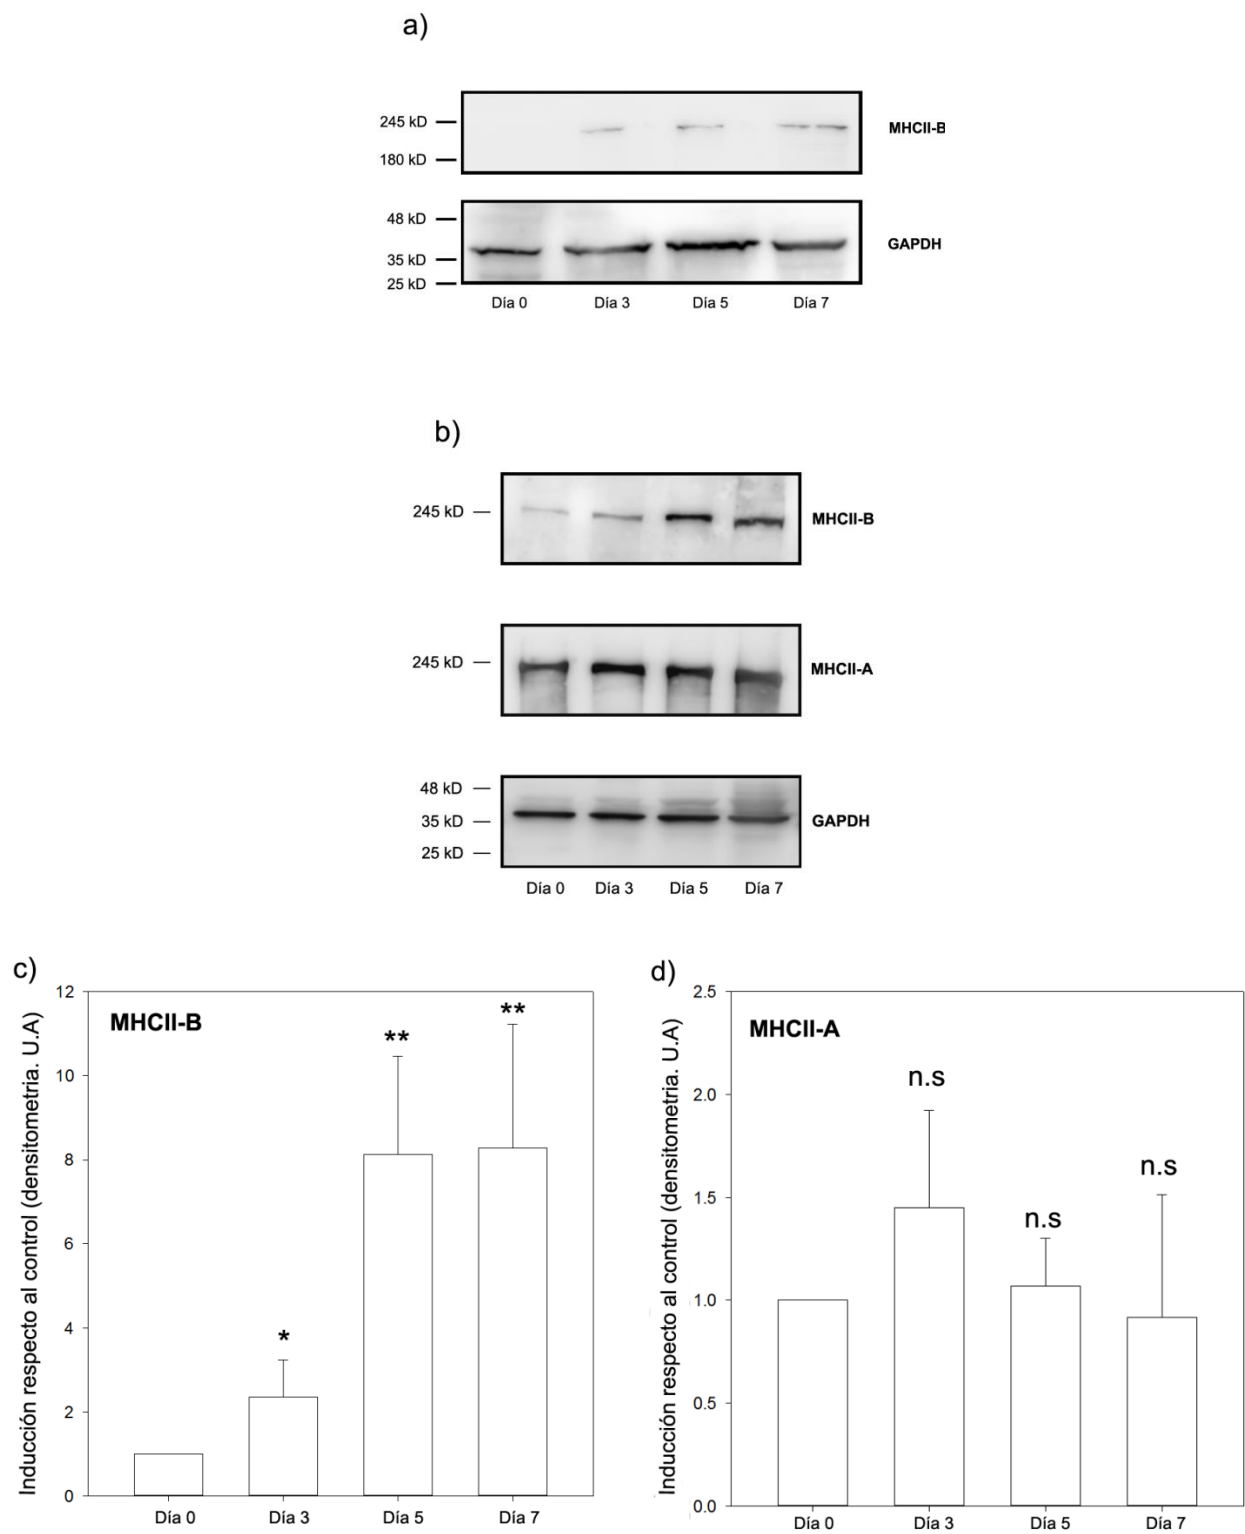 a)
245 kD
180 kD
MHCII-B
48 kD
35 kD
25 kD
GAPDH
Día 0 Día 3 Día 5 Día 7
b)
245 kD
MHCII-B
245 kD
MHCII-A
48 kD
35 kD
25 kD
GAPDH
Día 0 Día 3 Día 5 Día 7
c)
Inducción respecto al control (densitometria. U.A)
MHCII-B
12
10
8
6
4
2
0
*
**
**
Día 0 Día 3 Día 5 Día 7
d)
Inducción respecto al control (densitometria. U.A)
MHCII-A
2.5
2.0
1.5
1.0
0.5
0.0
n.s
n.s
n.s
Día 0 Día 3 Día 5 Día 7